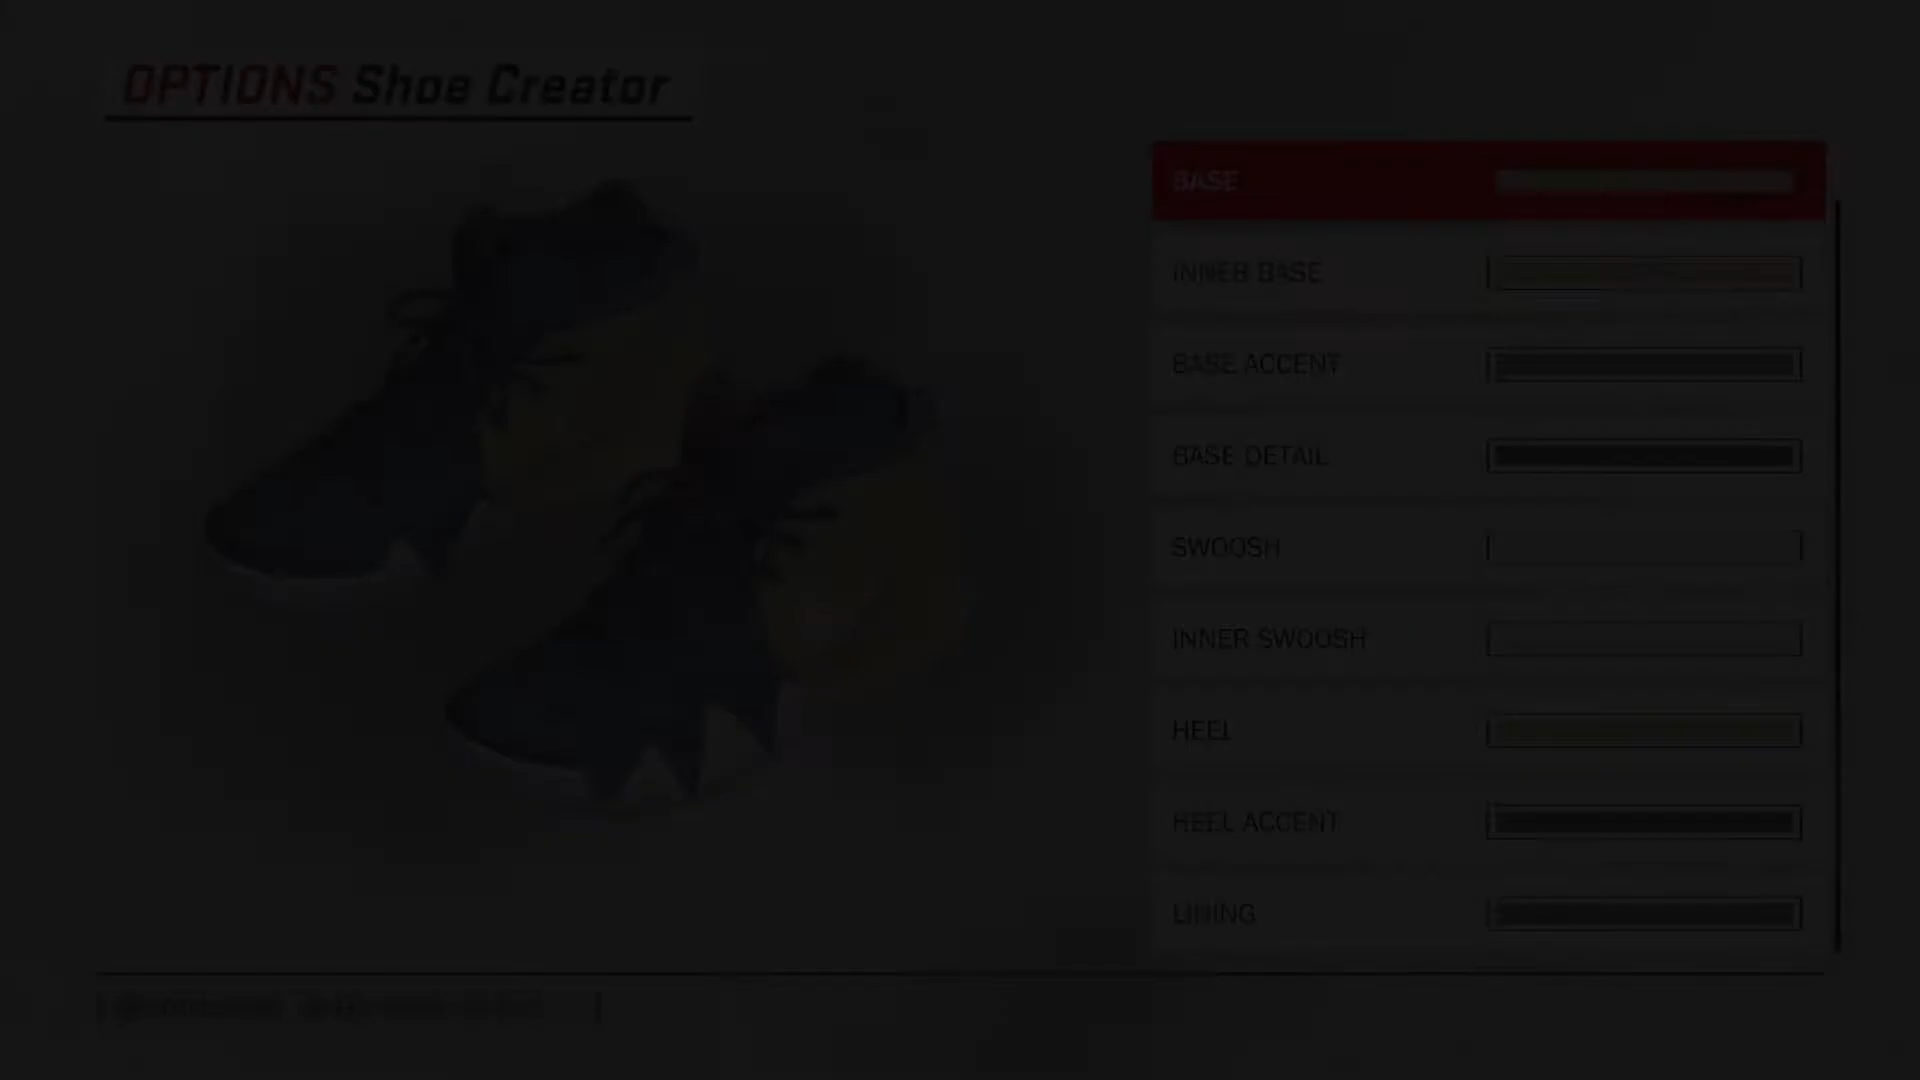 OPTIONS Shoe Creator
BASE
INNER BASE
BASE ACCENT
BASE DETAIL
SWOOSH
INNER SWOOSH
HEEL
HEEL ACCENT
LINING